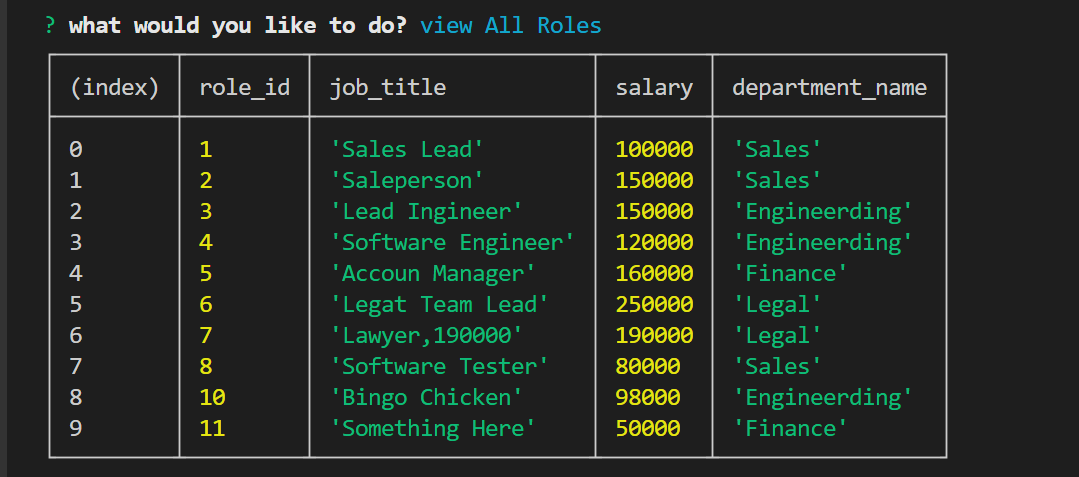 ? what would you like to do? view All Roles
(index) role_id job_title salary department_name
0 1 'Sales Lead' 100000 'Sales'
1 2 'Saleperson' 150000 'Sales'
2 3 'Lead Ingineer' 150000 'Engineerding'
3 4 'Software Engineer' 120000 'Engineerding'
4 5 'Accoun Manager' 160000 'Finance'
5 6 'Legat Team Lead' 250000 'Legal'
6 7 'Lawyer,190000' 190000 'Legal'
7 8 'Software Tester' 80000 'Sales'
8 10 'Bingo Chicken' 98000 'Engineerding'
9 11 'Something Here' 50000 'Finance'